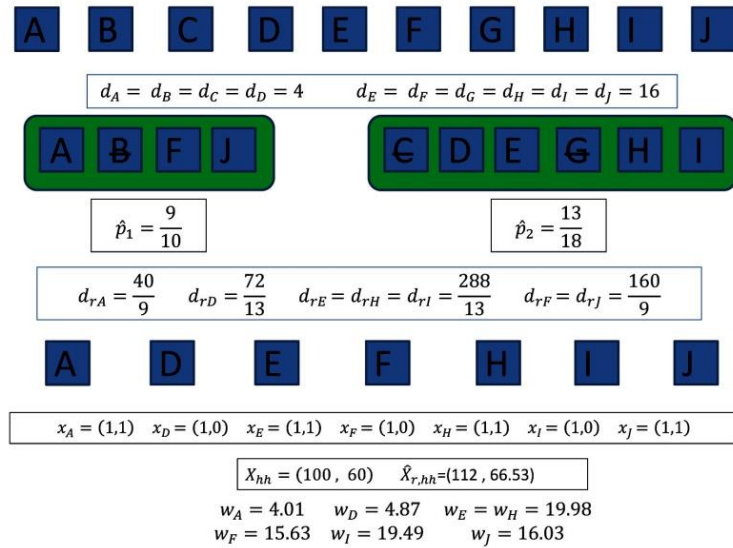 A B C D E F G H I J
d_A = d_B = d_C = d_D = 4 d_E = d_F = d_G = d_H = d_I = d_J = 16
A B F J C D E G H I
p̂_1 = 9/10 p̂_2 = 13/18
d_rA = 40/9 d_rD = 72/13 d_rE = d_rH = d_rI = 288/13 d_rF = d_rJ = 160/9
A D E F H I J
x_A = (1,1) x_D = (1,0) x_E = (1,1) x_F = (1,0) x_H = (1,1) x_I = (1,0) x_J = (1,1)
X_hh = (100 , 60) X̂_r,hh=(112 , 66.53)
w_A = 4.01 w_D = 4.87 w_E = w_H = 19.98
w_F = 15.63 w_I = 19.49 w_J = 16.03